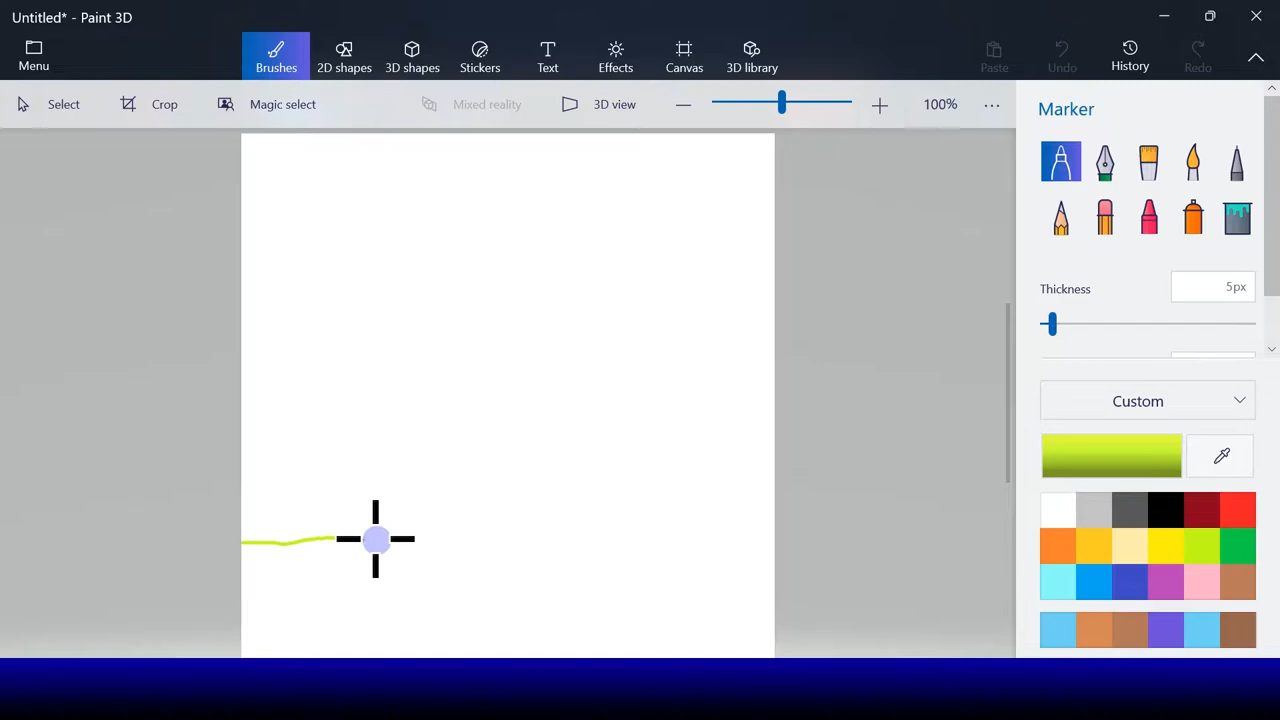 Untitled* - Paint 3D
Menu
Brushes
2D shapes
3D shapes
Stickers
Text
Effects
Canvas
3D library
Paste
Undo
History
Redo
Select
Crop
Magic select
Mixed reality
3D view
100%
Marker
Thickness
5px
Custom